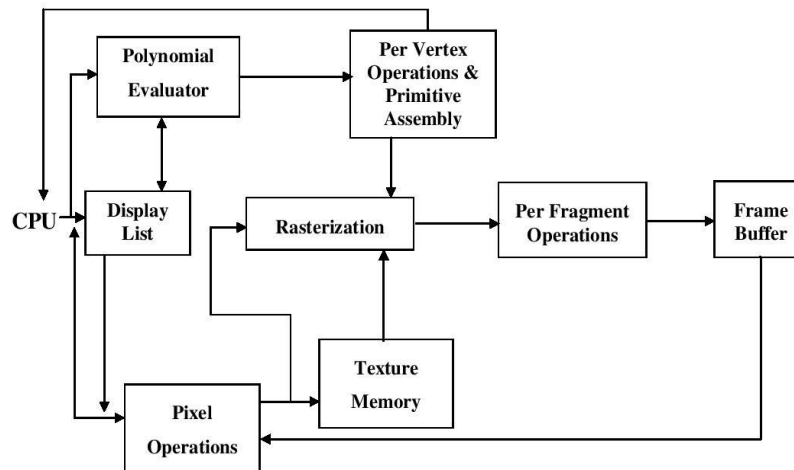 Polynomial
Evaluator
Per Vertex
Operations &
Primitive
Assembly
CPU
Display
List
Rasterization
Per Fragment
Operations
Frame
Buffer
Texture
Memory
Pixel
Operations